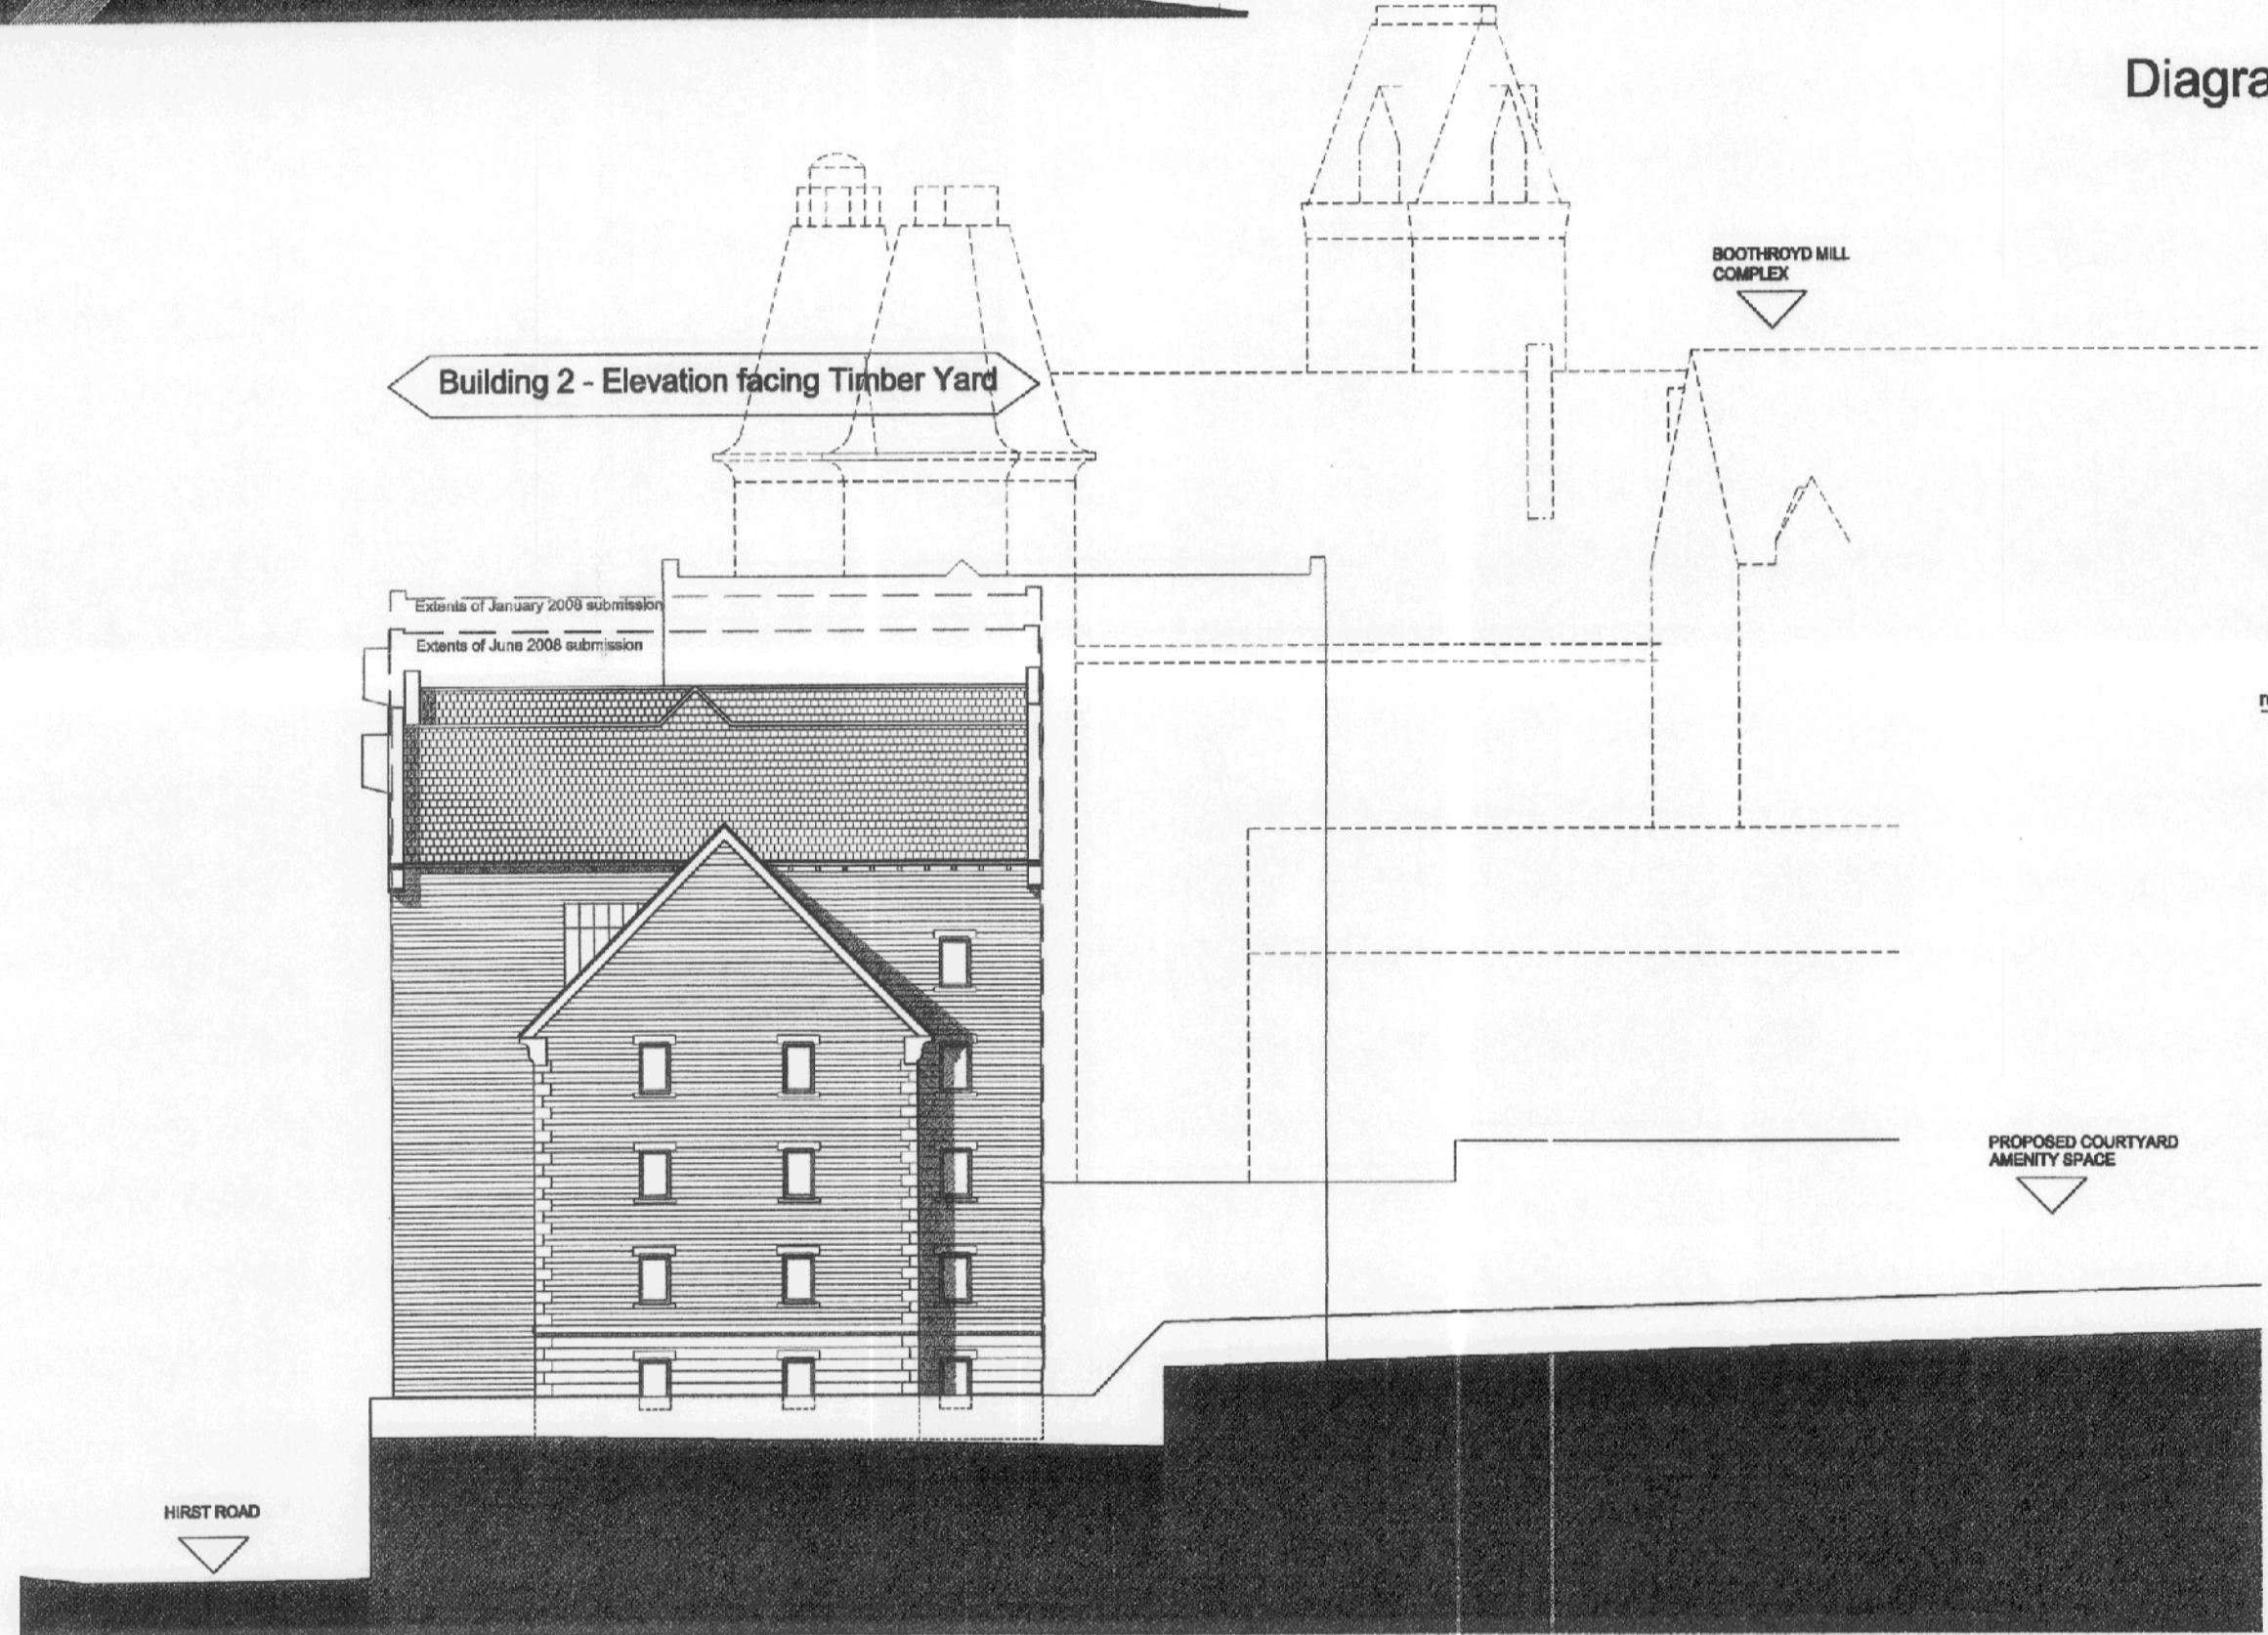 Diagra
BOOTHROYD MILL
COMPLEX
Building 2 - Elevation facing Timber Yard
Extents of January 2008 submission
Extents of June 2008 submission
PROPOSED COURTYARD
AMENITY SPACE
HIRST ROAD